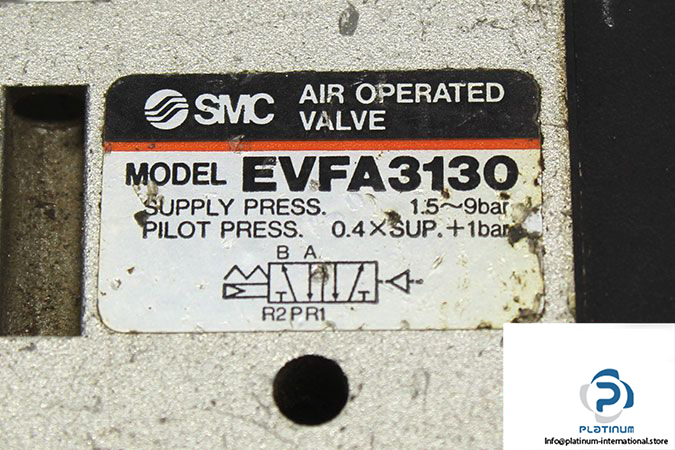 SMC AIR OPERATED
VALVE
MODEL EVFA3130
SUPPLY PRESS. 1.5~9bar
PILOT PRESS. 0.4×SUP.+1bar
B A
R2 P R1
PLATINUM
Info@platinum-international.store